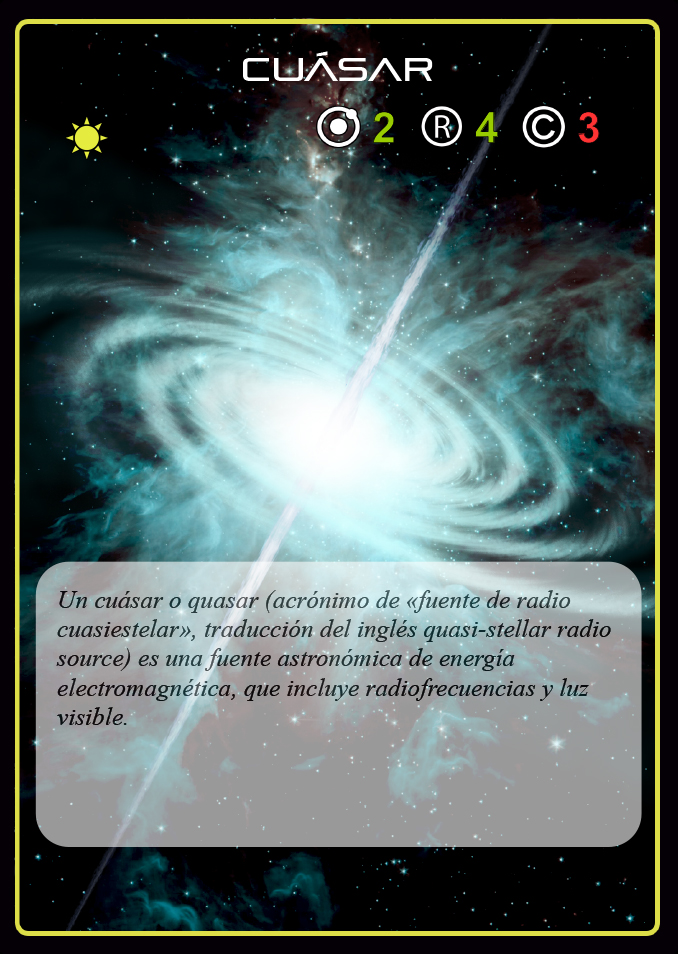 CUÁSAR
2 R 4 C 3
Un cuásar o quasar (acrónimo de «fuente de radio
cuasiestelar», traducción del inglés quasi-stellar radio
source) es una fuente astronómica de energía
electromagnética, que incluye radiofrecuencias y luz
visible.